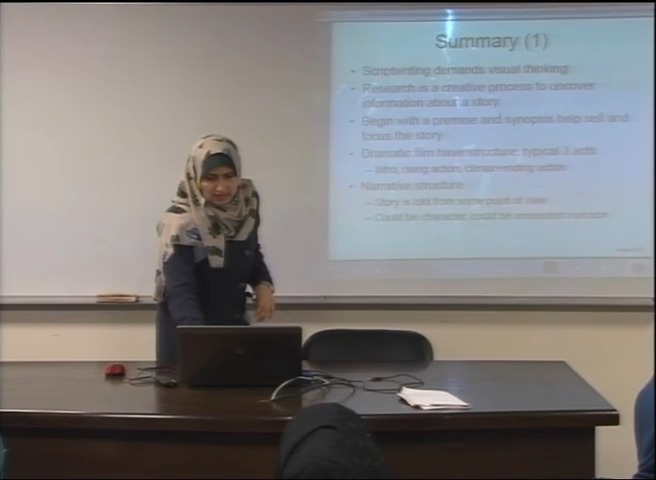 Summary (1)
• Scriptwriting demands visual thinking:
• Research is a creative process to uncover
information about a story
• Begin with a premise and synopsis help sell and
focus the story
• Dramatic film have structure: typical 3 acts
– Intro, rising action, climax+ending action
• Narrative structure:
– Story is told from some point of view
– Could be character, could be omniscient narrator